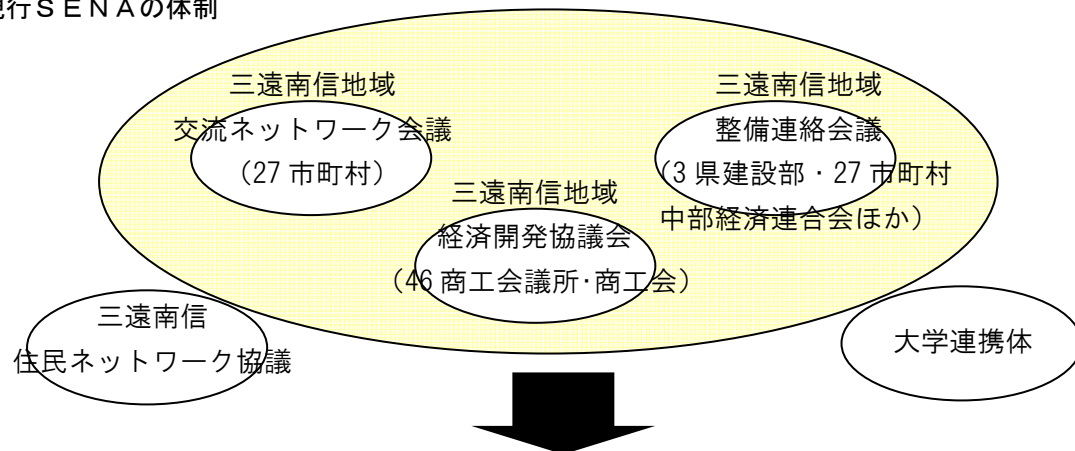 現行ＳＥＮＡの体制
三遠南信地域
交流ネットワーク会議
（27 市町村）
三遠南信地域
整備連絡会議
（3 県建設部・27 市町村
中部経済連合会ほか）
三遠南信地域
経済開発協議会
（46 商工会議所･商工会）
三遠南信
住民ネットワーク協議
大学連携体